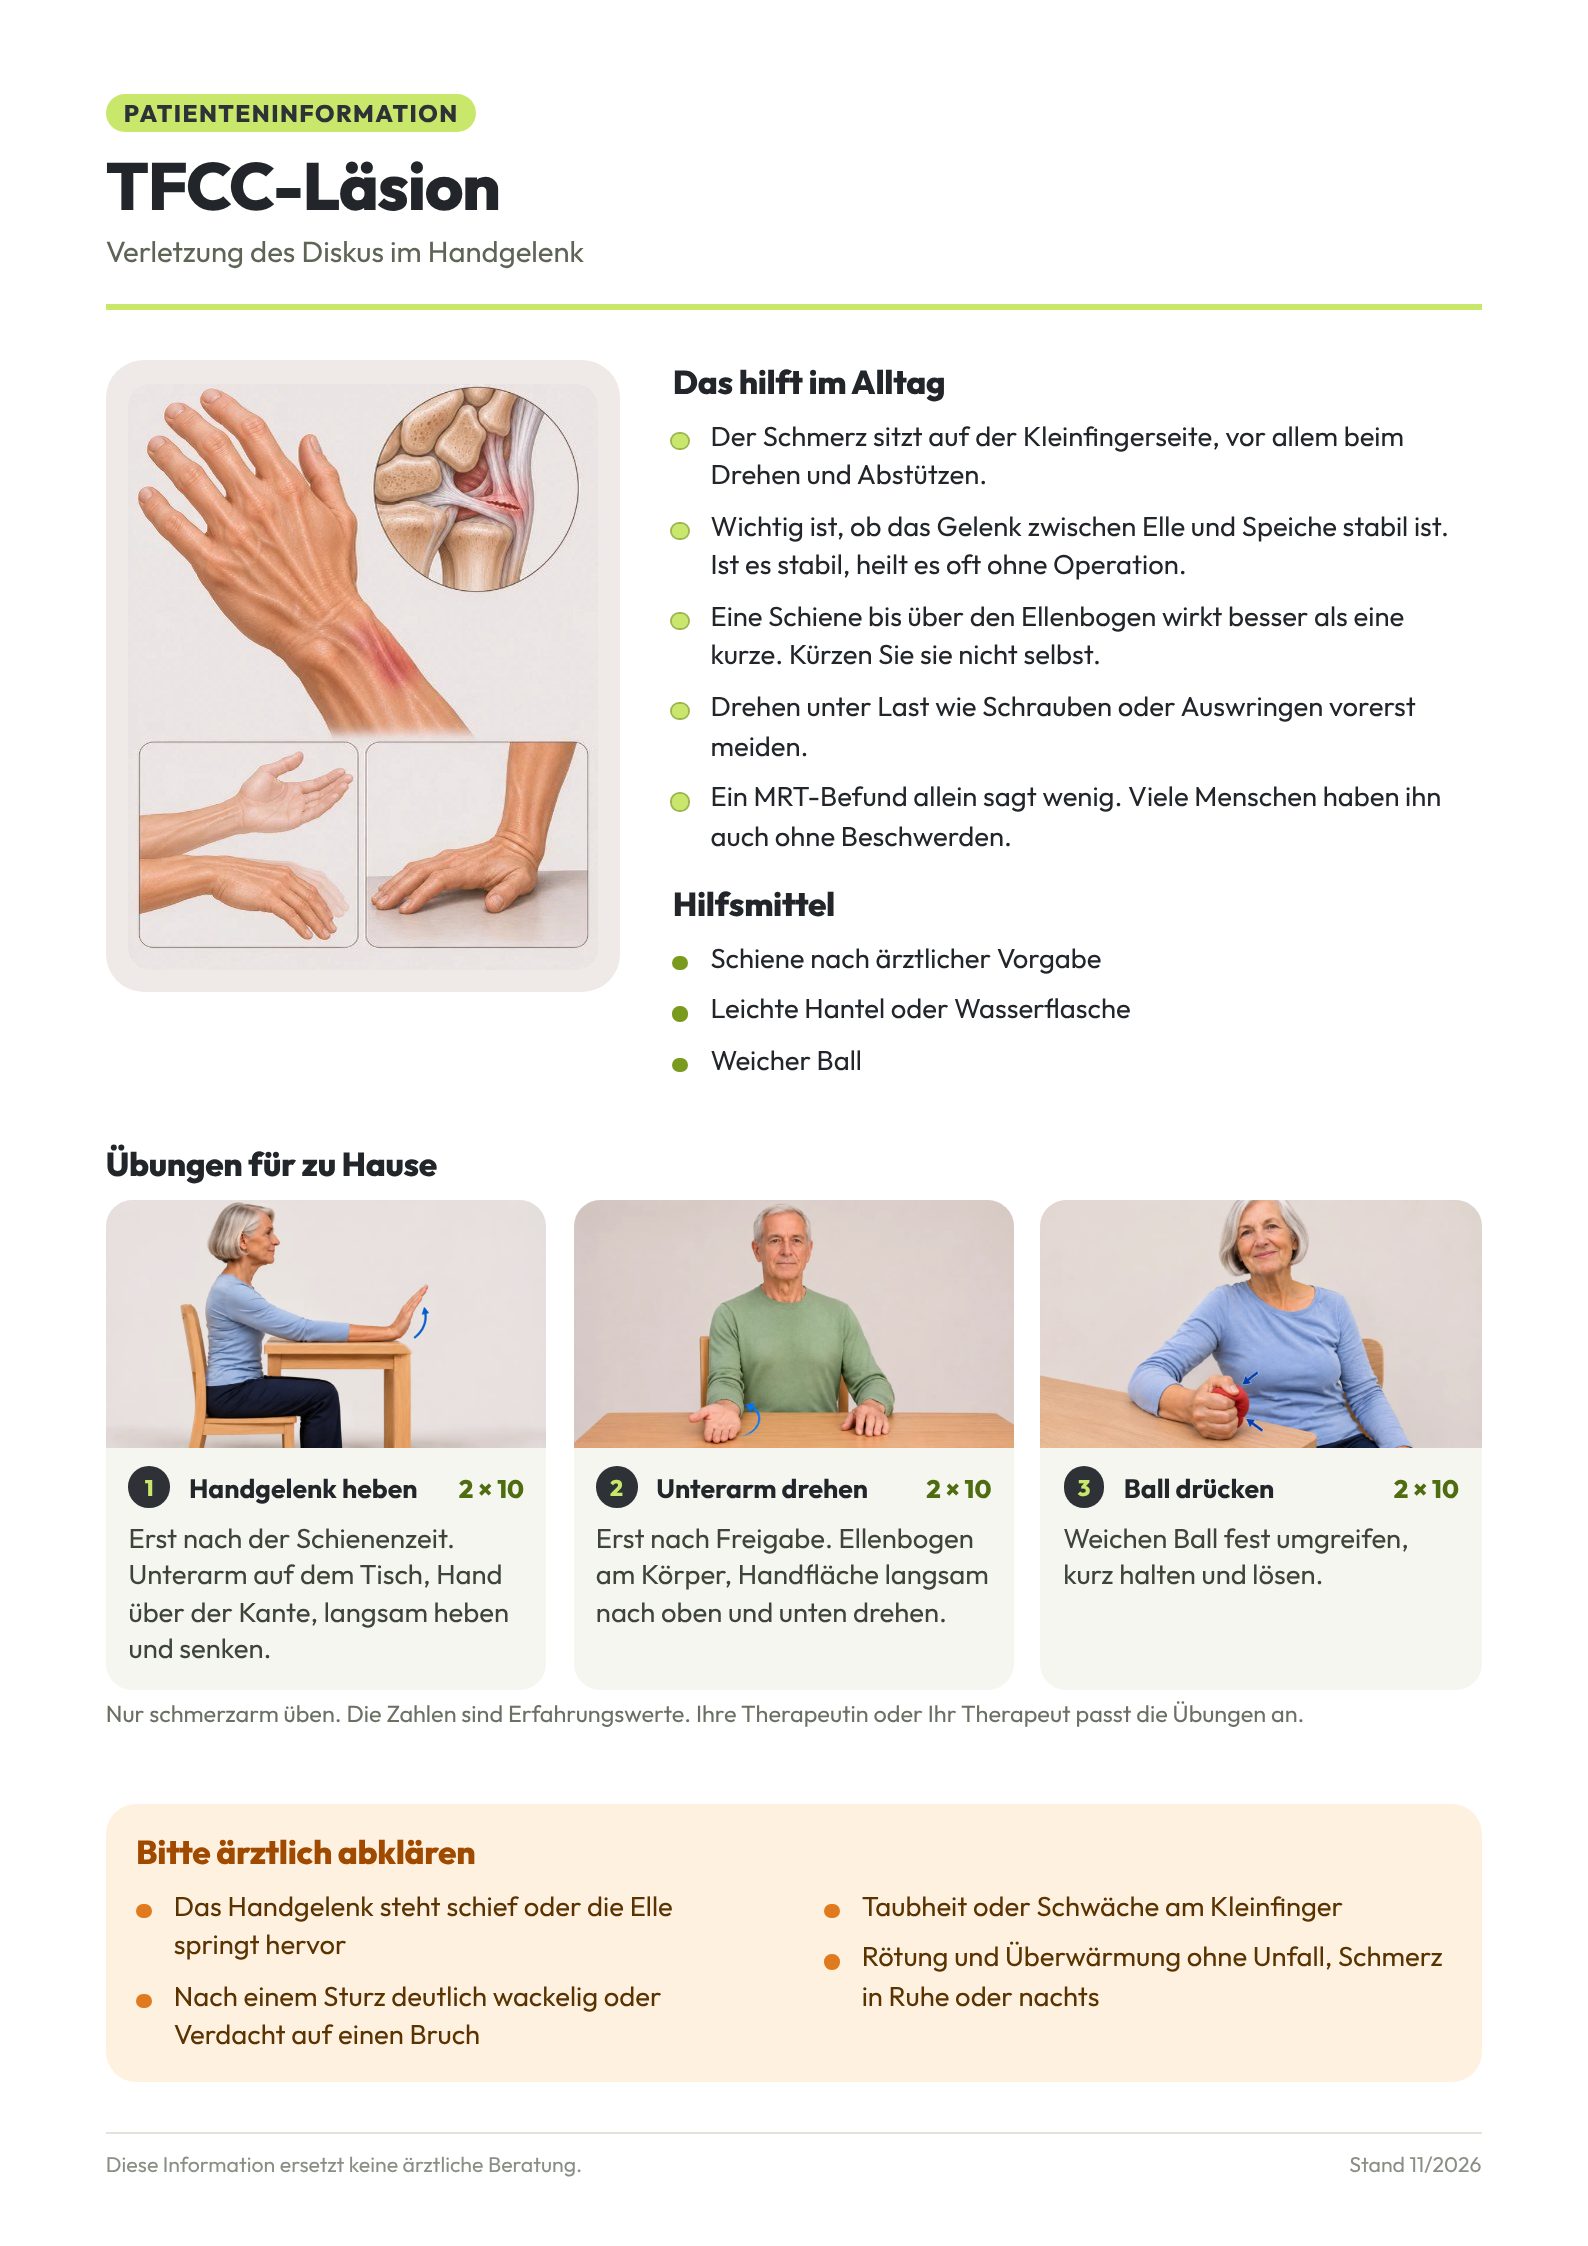 PATIENTENINFORMATION
TFCC-Läsion
Verletzung des Diskus im Handgelenk
Das hilft im Alltag
Der Schmerz sitzt auf der Kleinfingerseite, vor allem beim
Drehen und Abstützen.
Wichtig ist, ob das Gelenk zwischen Elle und Speiche stabil ist.
Ist es stabil, heilt es oft ohne Operation.
Eine Schiene bis über den Ellenbogen wirkt besser als eine
kurze. Kürzen Sie sie nicht selbst.
Drehen unter Last wie Schrauben oder Auswringen vorerst
meiden.
Ein MRT-Befund allein sagt wenig. Viele Menschen haben ihn
auch ohne Beschwerden.
Hilfsmittel
Schiene nach ärztlicher Vorgabe
Leichte Hantel oder Wasserflasche
Weicher Ball
Übungen für zu Hause
1 Handgelenk heben 2 × 10
Erst nach der Schienenzeit.
Unterarm auf dem Tisch, Hand
über der Kante, langsam heben
und senken.
2 Unterarm drehen 2 × 10
Erst nach Freigabe. Ellenbogen
am Körper, Handfläche langsam
nach oben und unten drehen.
3 Ball drücken 2 × 10
Weichen Ball fest umgreifen,
kurz halten und lösen.
Nur schmerzarm üben. Die Zahlen sind Erfahrungswerte. Ihre Therapeutin oder Ihr Therapeut passt die Übungen an.
Bitte ärztlich abklären
Das Handgelenk steht schief oder die Elle
springt hervor
Nach einem Sturz deutlich wackelig oder
Verdacht auf einen Bruch
Taubheit oder Schwäche am Kleinfinger
Rötung und Überwärmung ohne Unfall, Schmerz
in Ruhe oder nachts
Diese Information ersetzt keine ärztliche Beratung.
Stand 11/2026